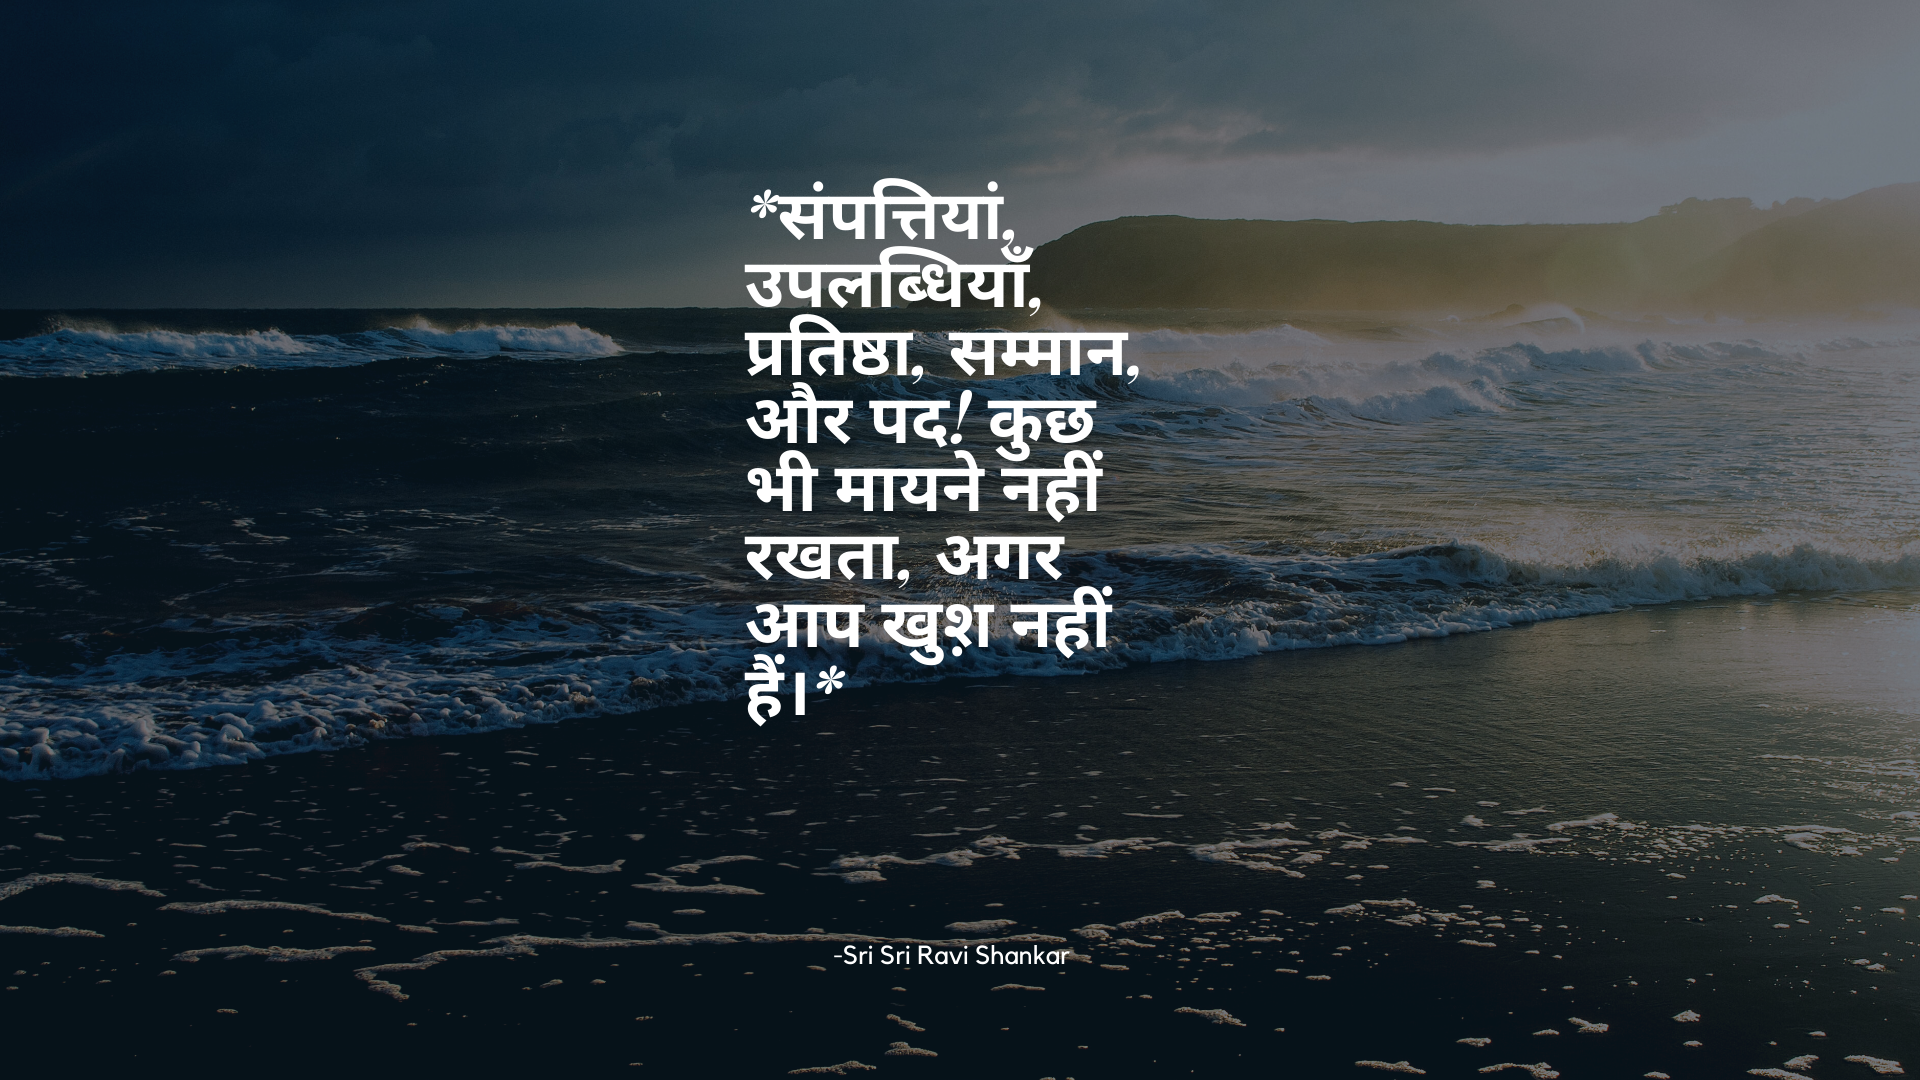 *संपत्तियां,
उपलब्धियाँ,
प्रतिष्ठा, सम्मान,
और पद! कुछ
भी मायने नहीं
रखता, अगर
आप खुश़ नहीं
हैं।*
-Sri Sri Ravi Shankar